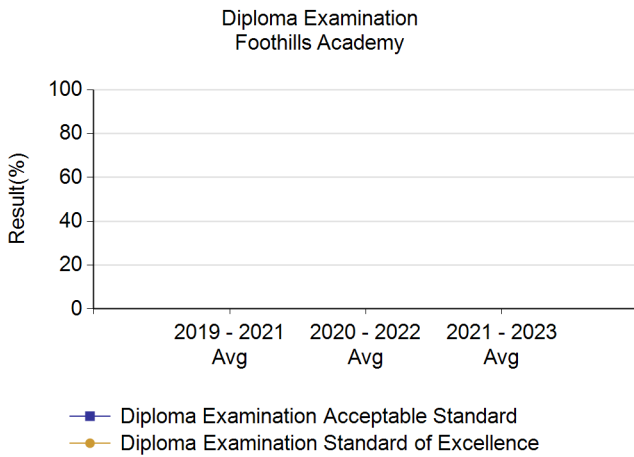 Diploma Examination
Foothills Academy
Result(%)
100
80
60
40
20
0
2019 - 2021 Avg
2020 - 2022 Avg
2021 - 2023 Avg
Diploma Examination Acceptable Standard
Diploma Examination Standard of Excellence